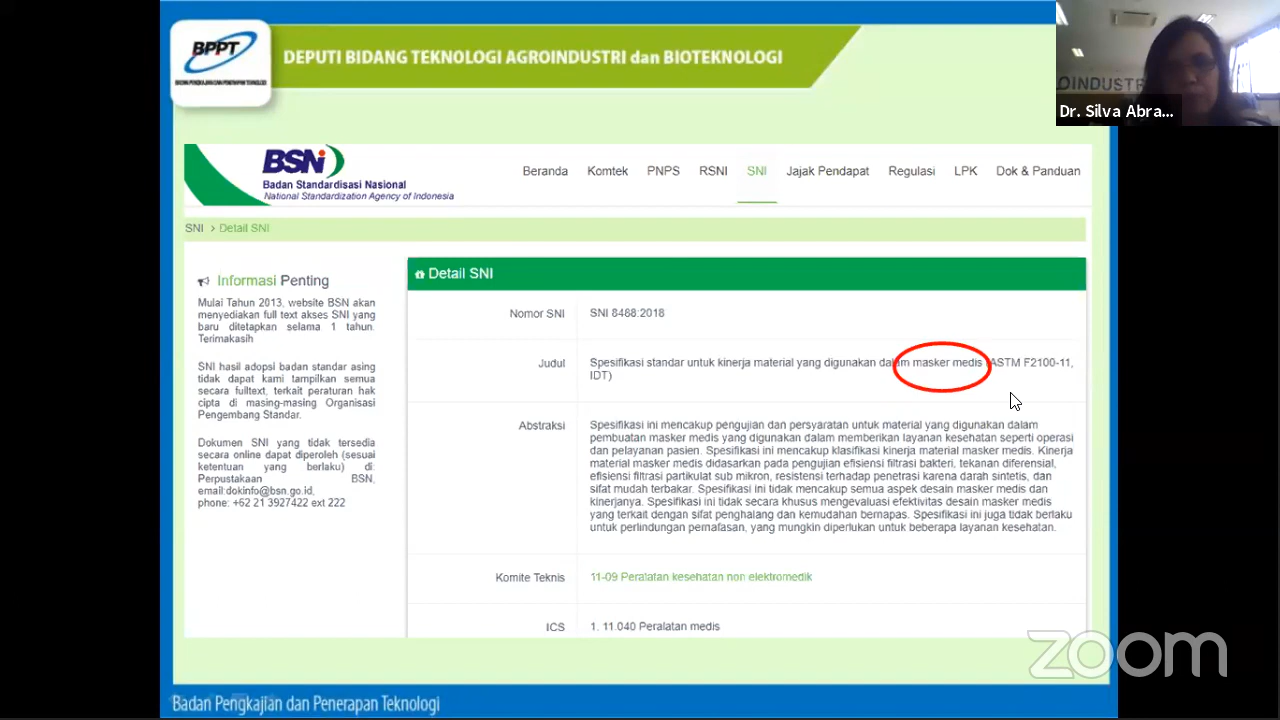 BPPT
BADAN PENGKAJIAN DAN PENERAPAN TEKNOLOGI
DEPUTI BIDANG TEKNOLOGI AGROINDUSTRI dan BIOTEKNOLOGI
OINDUSTR
Dr. Silva Abra...
BSN
Badan Standardisasi Nasional
National Standardization Agency of Indonesia
Beranda Komtek PNPS RSNI SNI Jajak Pendapat Regulasi LPK Dok & Panduan
SNI > Detail SNI
Informasi Penting
Mulai Tahun 2013, website BSN akan
menyediakan full text akses SNI yang
baru ditetapkan selama 1 tahun.
Terimakasih
SNI hasil adopsi badan standar asing
tidak dapat kami tampilkan semua
secara fulltext, terkait peraturan hak
cipta di masing-masing Organisasi
Pengembang Standar.
Dokumen SNI yang tidak tersedia
secara online dapat diperoleh (sesuai
ketentuan yang berlaku) di:
Perpustakaan BSN,
email:dokinfo@bsn.go.id,
phone: +62 21 3927422 ext 222
Detail SNI
Nomor SNI SNI 8488:2018
Judul Spesifikasi standar untuk kinerja material yang digunakan dalam masker medis (ASTM F2100-11,
IDT)
Abstraksi Spesifikasi ini mencakup pengujian dan persyaratan untuk material yang digunakan dalam
pembuatan masker medis yang digunakan dalam memberikan layanan kesehatan seperti operasi
dan pelayanan pasien. Spesifikasi ini mencakup klasifikasi kinerja material masker medis. Kinerja
material masker medis didasarkan pada pengujian efisiensi filtrasi bakteri, tekanan diferensial,
efisiensi filtrasi partikulat sub mikron, resistensi terhadap penetrasi karena darah sintetis, dan
sifat mudah terbakar. Spesifikasi ini tidak mencakup semua aspek desain masker medis dan
kinerjanya. Spesifikasi ini tidak secara khusus mengevaluasi efektivitas desain masker medis
yang terkait dengan sifat penghalang dan kemudahan bernapas. Spesifikasi ini juga tidak berlaku
untuk perlindungan pernafasan, yang mungkin diperlukan untuk beberapa layanan kesehatan.
Komite Teknis 11-09 Peralatan kesehatan non elektromedik
ICS 1. 11.040 Peralatan medis
zoom
Badan Pengkajian dan Penerapan Teknologi